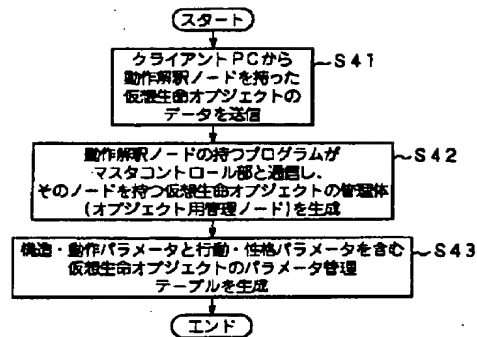 スタート
クライアントPCから
動作解釈ノードを持った
仮想生命オブジェクトの
データを送信
S41
動作解釈ノードの持つプログラムが
マスタコントロール部と通信し、
そのノードを持つ仮想生命オブジェクトの管理体
(オブジェクト用管理ノード)を生成
S42
構造・動作パラメータと行動・性格パラメータを含む
仮想生命オブジェクトのパラメータ管理
テーブルを生成
S43
エンド